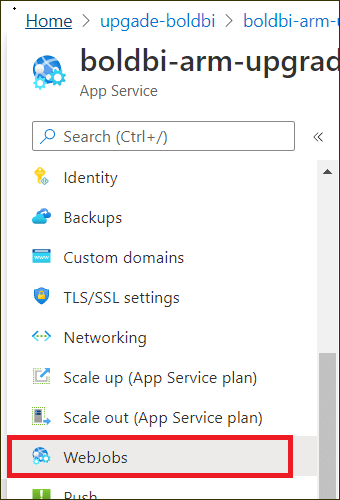 Home > upgade-boldbi > boldbi-arm-u
boldbi-arm-upgrad
App Service
Search (Ctrl+/)
Identity
Backups
Custom domains
TLS/SSL settings
Networking
Scale up (App Service plan)
Scale out (App Service plan)
WebJobs
Push